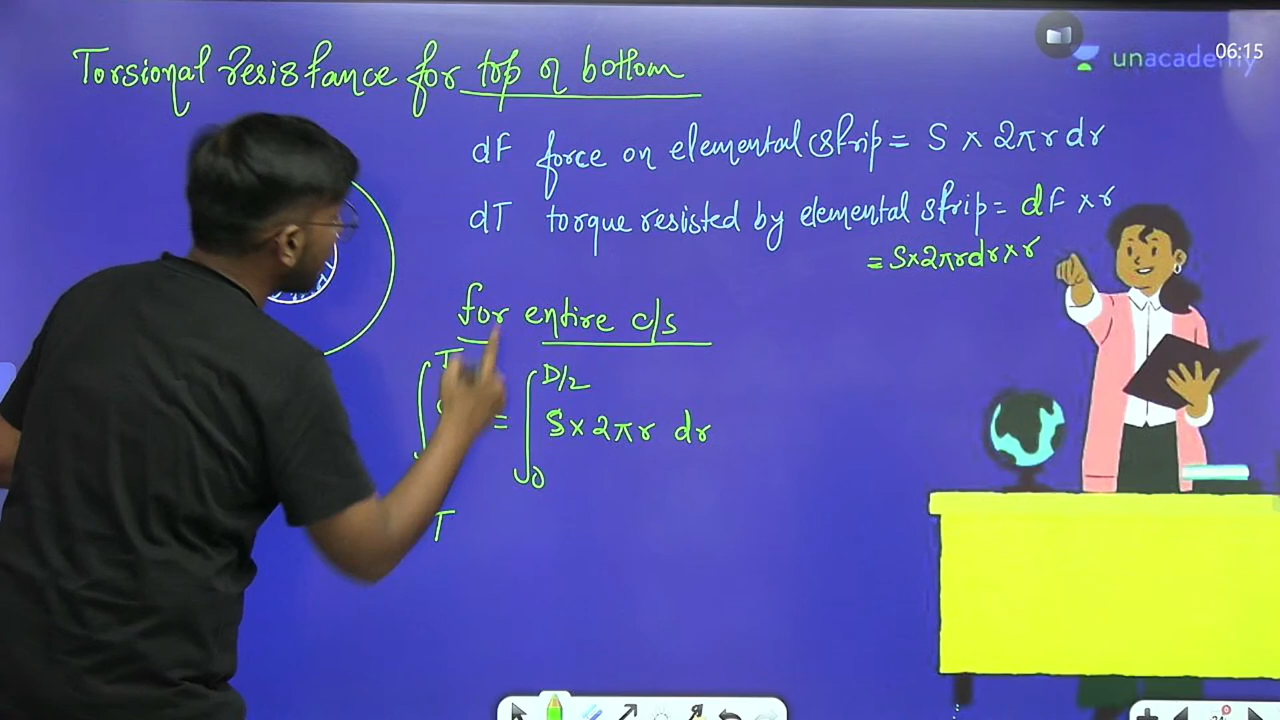 Torsional resistance for top or bottom
unacademy
06:15
dF force on elemental strip = S × 2πr dr
dT torque resisted by elemental strip = dF × r
= S×2πrdr×r
for entire c/s
T
D/2
∫ = ∫ S×2πr dr
0
T